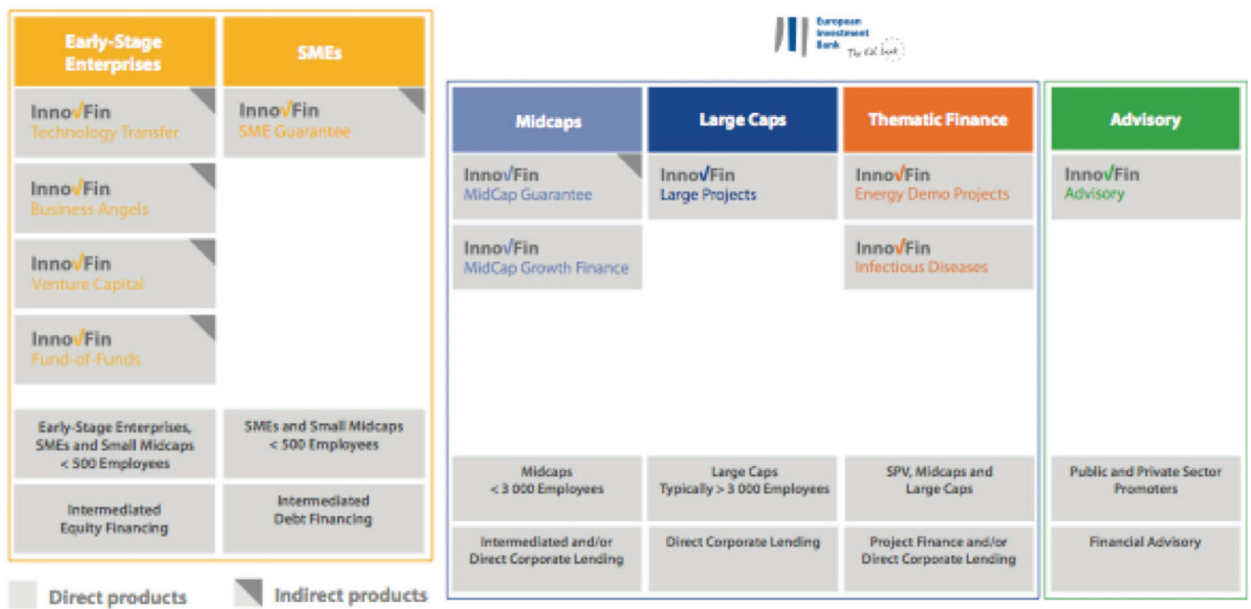 Early-Stage
Enterprises
SMEs
InnovFin
Technology Transfer
InnovFin
SME Guarantee
InnovFin
Business Angels
InnovFin
Venture Capital
InnovFin
Fund-of-Funds
Early-Stage Enterprises,
SMEs and Small Midcaps
< 500 Employees
SMEs and Small Midcaps
< 500 Employees
Intermediated
Equity Financing
Intermediated
Debt Financing
Direct products
Indirect products
European
Investment
Bank
The EU bank
Midcaps
Large Caps
Thematic Finance
Advisory
InnovFin
MidCap Guarantee
InnovFin
Large Projects
InnovFin
Energy Demo Projects
InnovFin
Advisory
InnovFin
MidCap Growth Finance
InnovFin
Infectious Diseases
Midcaps
< 3 000 Employees
Large Caps
Typically > 3 000 Employees
SPV, Midcaps and
Large Caps
Public and Private Sector
Promoters
Intermediated and/or
Direct Corporate Lending
Direct Corporate Lending
Project Finance and/or
Direct Corporate Lending
Financial Advisory